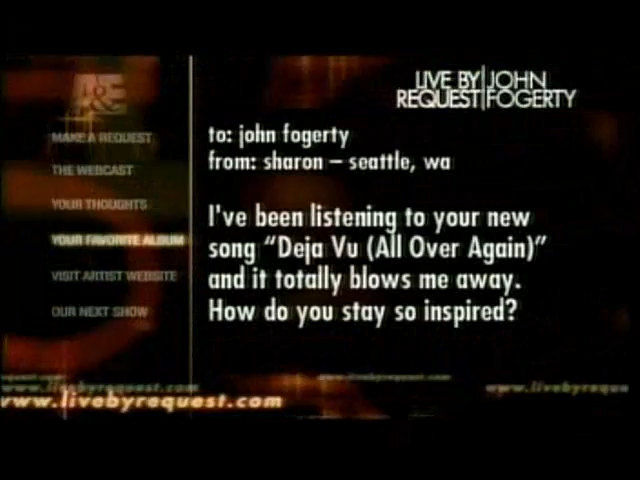 A&E
LIVE BY JOHN
REQUEST FOGERTY
MAKE A REQUEST
THE WEBCAST
YOUR THOUGHTS
YOUR FAVORITE ALBUM
VISIT ARTIST WEBSITE
OUR NEXT SHOW
to: john fogerty
from: sharon – seattle, wa
I've been listening to your new
song “Deja Vu (All Over Again)”
and it totally blows me away.
How do you stay so inspired?
www.livebyrequest.com
www.livebyreque
www.livebyrequest.com